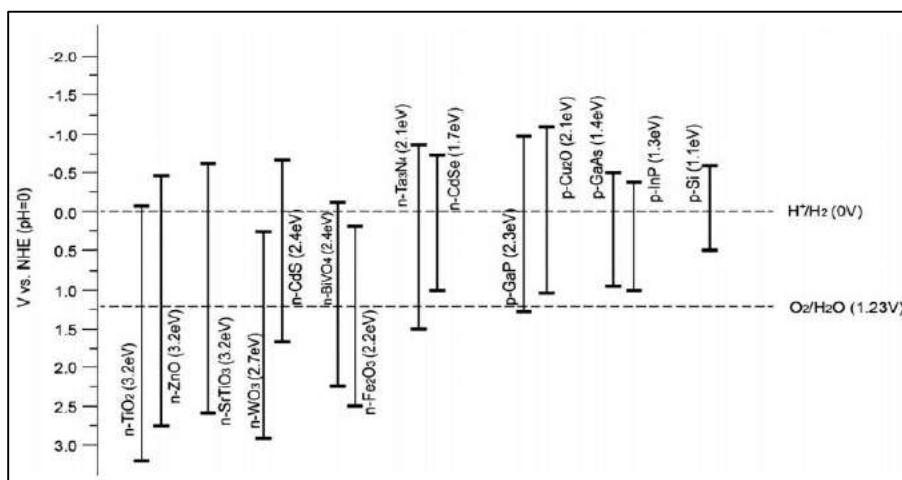 V vs. NHE (pH=0)
-2.0
-1.5
-1.0
-0.5
0.0
0.5
1.0
1.5
2.0
2.5
3.0
n-TiO2 (3.2eV)
n-ZnO (3.2eV)
n-SrTiO3 (3.2eV)
n-WO3 (2.7eV)
n-CdS (2.4eV)
n-BiVO4 (2.4eV)
n-Fe2O3 (2.2eV)
n-Ta3N4 (2.1eV)
n-CdSe (1.7eV)
p-GaP (2.3eV)
p-Cu2O (2.1eV)
p-GaAs (1.4eV)
p-InP (1.3eV)
p-Si (1.1eV)
H+/H2 (0V)
O2/H2O (1.23V)